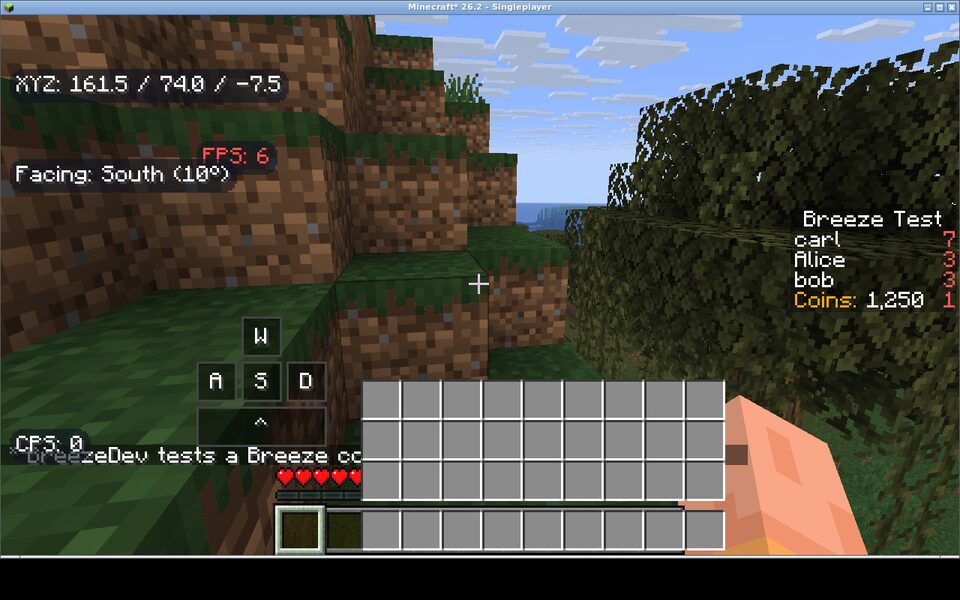 Minecraft* 26.2 - Singleplayer
XYZ: 161.5 / 74.0 / -7.5
FPS: 6
Facing: South (10°)
Breeze Test
carl 7
Alice 3
bob 3
Coins: 1,250 1
W
A S D
^
CPS: 0
tests a Breeze